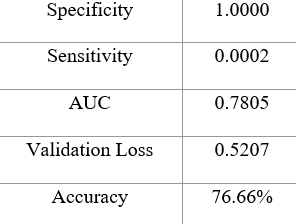 Specificity 1.0000
Sensitivity 0.0002
AUC 0.7805
Validation Loss 0.5207
Accuracy 76.66%